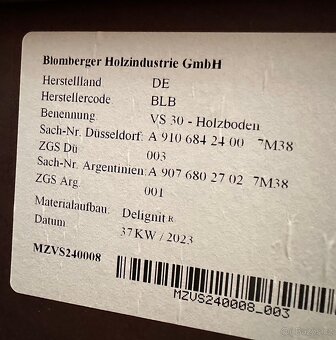 Blomberger Holzindustrie GmbH
Herstellland DE
Herstellercode BLB
Benennung VS 30 - Holzboden
Sach-Nr. Düsseldorf: A 910 684 24 00 7M38
ZGS Dü 003
Sach-Nr. Argentinien: A 907 680 27 02 7M38
ZGS Arg. 001
Materialaufbau: Delignit R
Datum 37KW / 2023
MZVS240008
MZVS240008_003